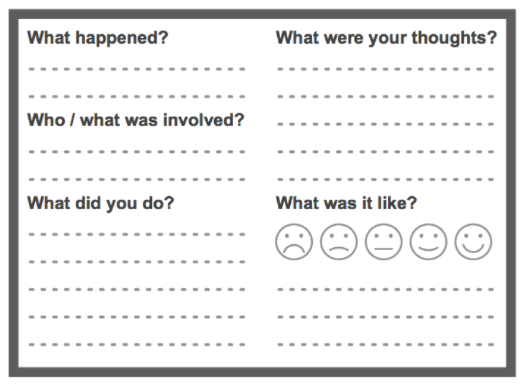 What happened?
Who / what was involved?
What did you do?
What were your thoughts?
What was it like?